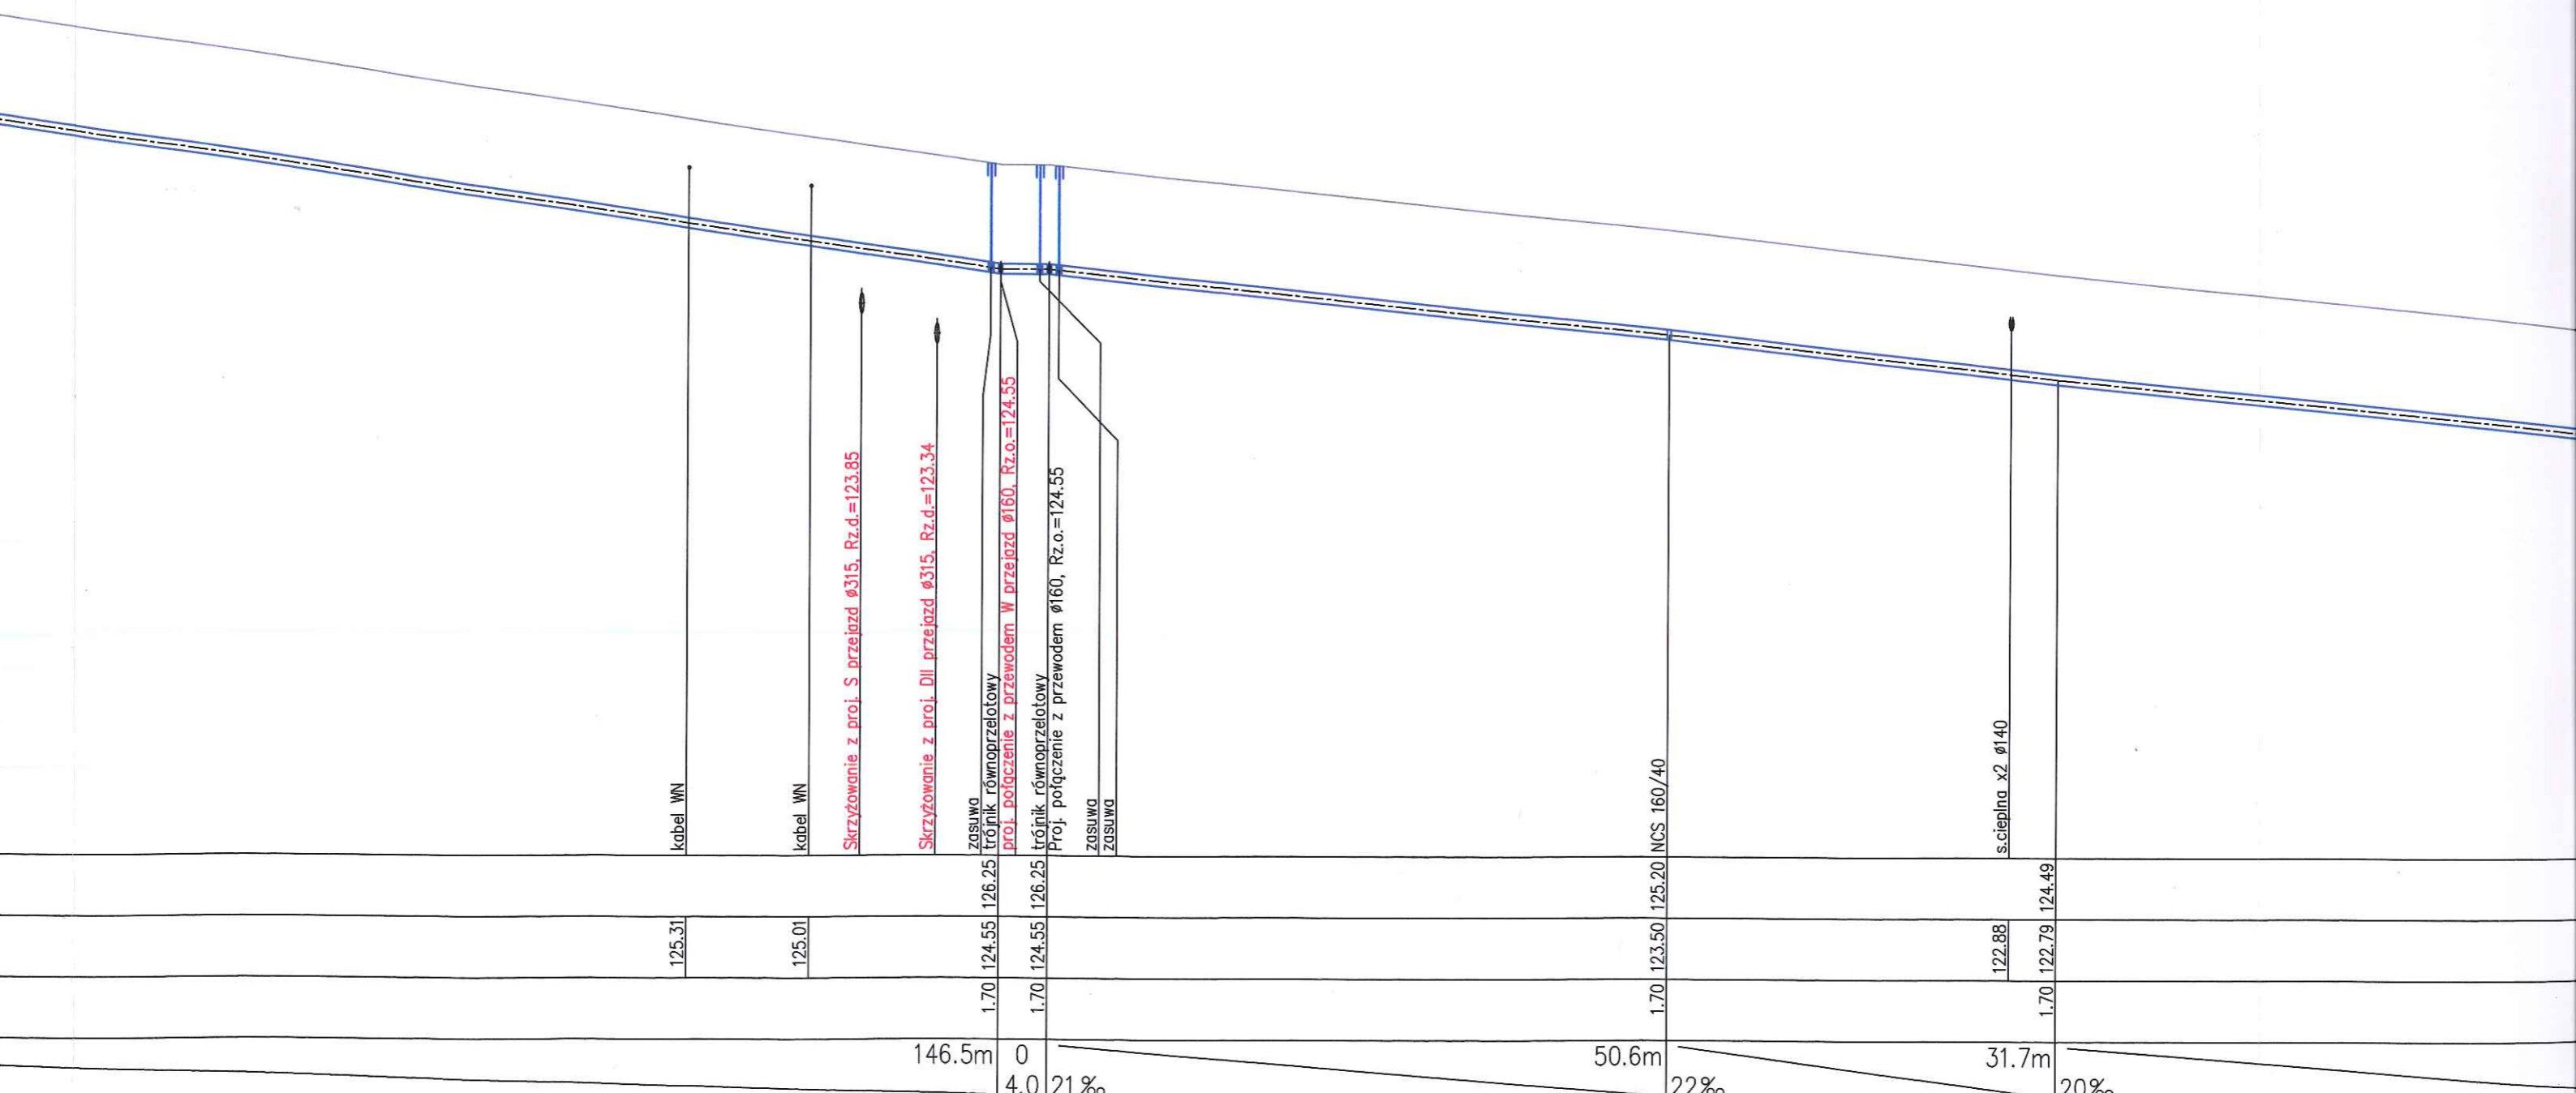 kabel WN
kabel WN
Skrzyżowanie z proj. S przejazd ø315, Rz.d.=123.85
Skrzyżowanie z proj. DII przejazd ø315, Rz.d.=123.34
zasuwa
trójnik równoprzelotowy
proj. połączenie z przewodem W przejazd ø160, Rz.o.=124.55
trójnik równoprzelotowy
Proj. połączenie z przewodem ø160, Rz.o.=124.55
zasuwa
zasuwa
NCS 160/40
s.cieplna x2 ø140
126.25
126.25
125.20
124.49
125.31
125.01
124.55
124.55
123.50
122.88
122.79
1.70
1.70
1.70
1.70
146.5m
0
50.6m
31.7m
4.0
21‰
22‰
20‰